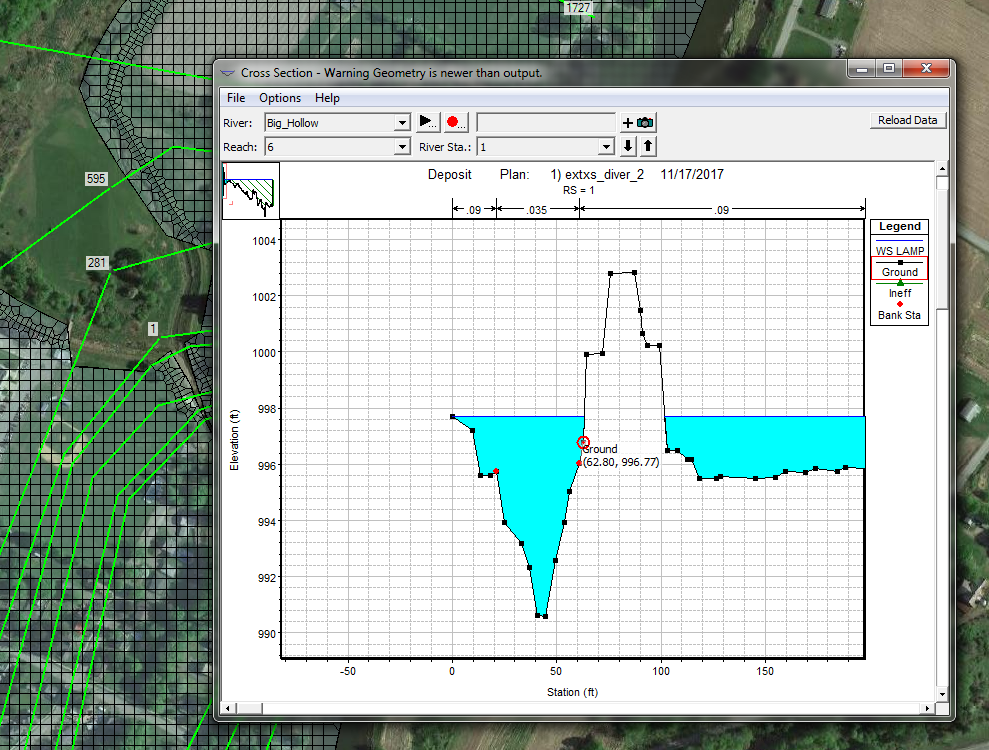 1727
Cross Section - Warning Geometry is newer than output.
File Options Help
River: Big_Hollow ... ... Reload Data
Reach: 6 River Sta.: 1
Deposit Plan: 1) extxs_diver_2 11/17/2017
RS = 1
.09 .035 .09
Legend
WS LAMP
Ground
Ineff
Bank Sta
1004
1002
1000
998
996
994
992
990
Elevation (ft)
Ground
(62.80, 996.77)
-50 0 50 100 150
Station (ft)
595
281
1